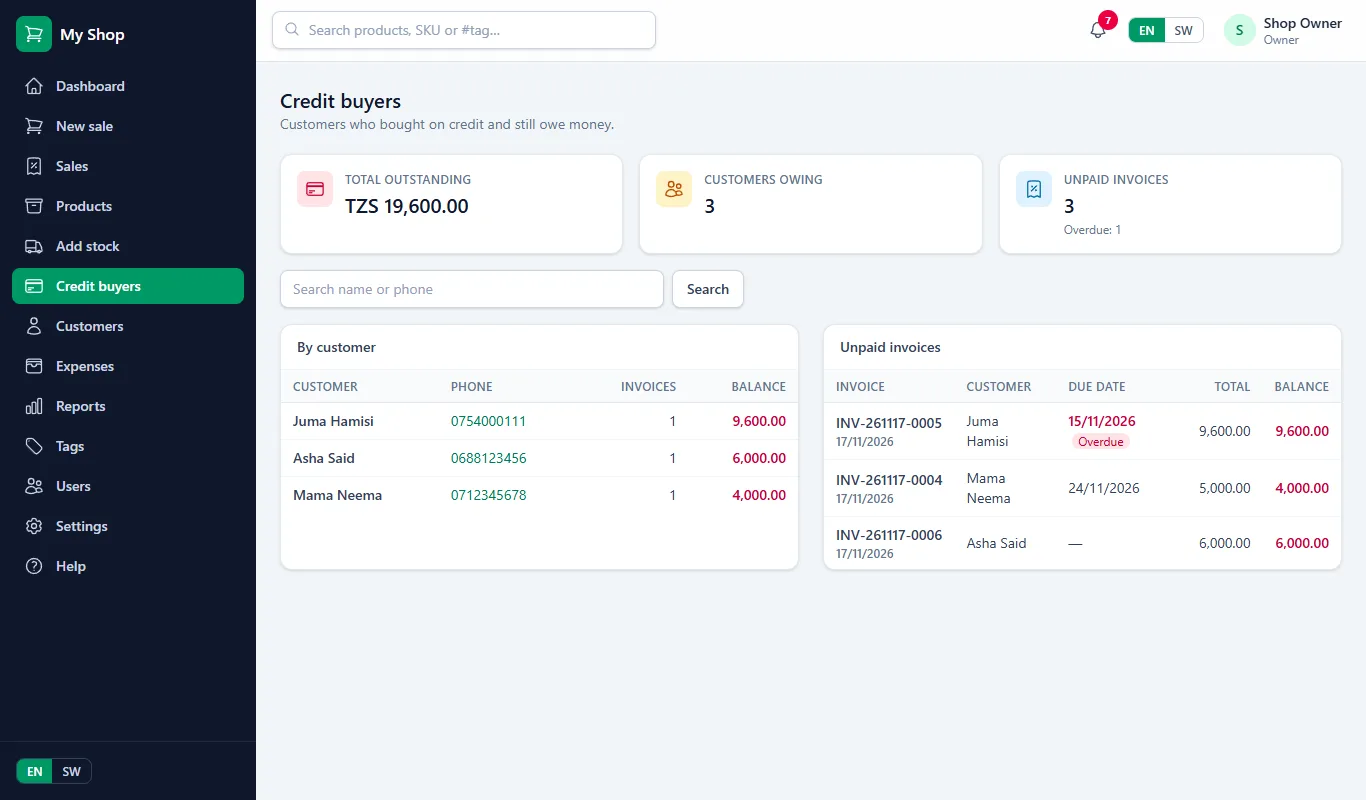 My Shop
Search products, SKU or #tag...
7
EN SW
S
Shop Owner
Owner
Dashboard
New sale
Sales
Products
Add stock
Credit buyers
Customers
Expenses
Reports
Tags
Users
Settings
Help
EN SW
Credit buyers
Customers who bought on credit and still owe money.
TOTAL OUTSTANDING
TZS 19,600.00
CUSTOMERS OWING
3
UNPAID INVOICES
3
Overdue: 1
Search name or phone
Search
By customer
CUSTOMER PHONE INVOICES BALANCE
Juma Hamisi 0754000111 1 9,600.00
Asha Said 0688123456 1 6,000.00
Mama Neema 0712345678 1 4,000.00
Unpaid invoices
INVOICE CUSTOMER DUE DATE TOTAL BALANCE
INV-261117-0005 Juma Hamisi 15/11/2026 9,600.00 9,600.00
17/11/2026 Overdue
INV-261117-0004 Mama Neema 24/11/2026 5,000.00 4,000.00
17/11/2026
INV-261117-0006 Asha Said — 6,000.00 6,000.00
17/11/2026